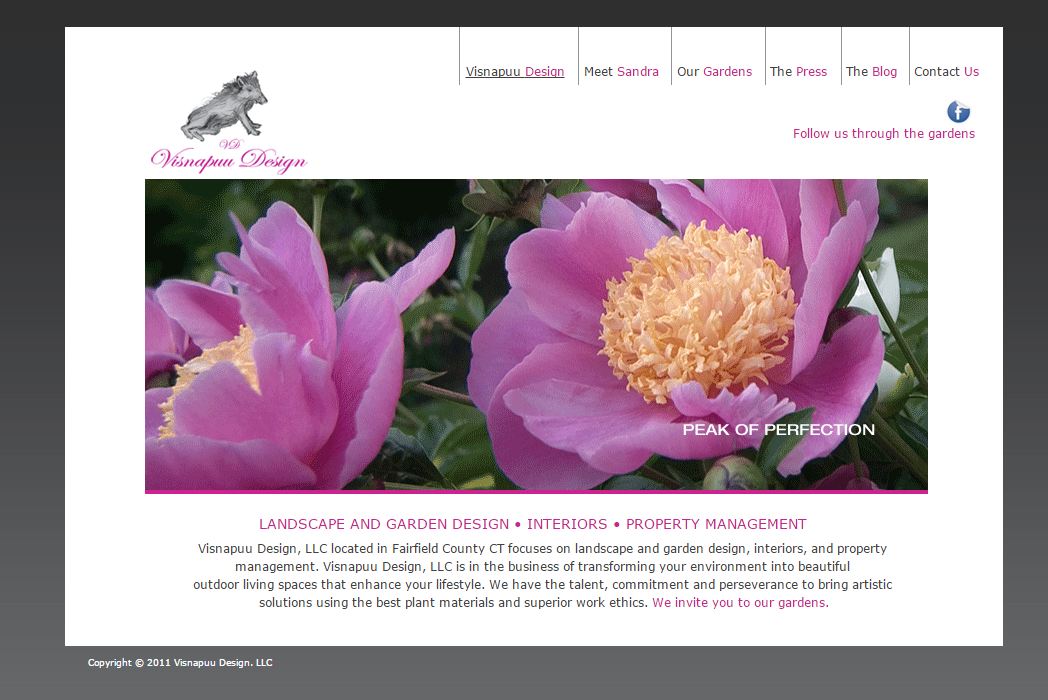 Visnapuu Design
Meet Sandra
Our Gardens
The Press
The Blog
Contact Us
f
Follow us through the gardens
VD
Visnapuu Design
PEAK OF PERFECTION
LANDSCAPE AND GARDEN DESIGN • INTERIORS • PROPERTY MANAGEMENT
Visnapuu Design, LLC located in Fairfield County CT focuses on landscape and garden design, interiors, and property
management. Visnapuu Design, LLC is in the business of transforming your environment into beautiful
outdoor living spaces that enhance your lifestyle. We have the talent, commitment and perseverance to bring artistic
solutions using the best plant materials and superior work ethics. We invite you to our gardens.
Copyright © 2011 Visnapuu Design. LLC